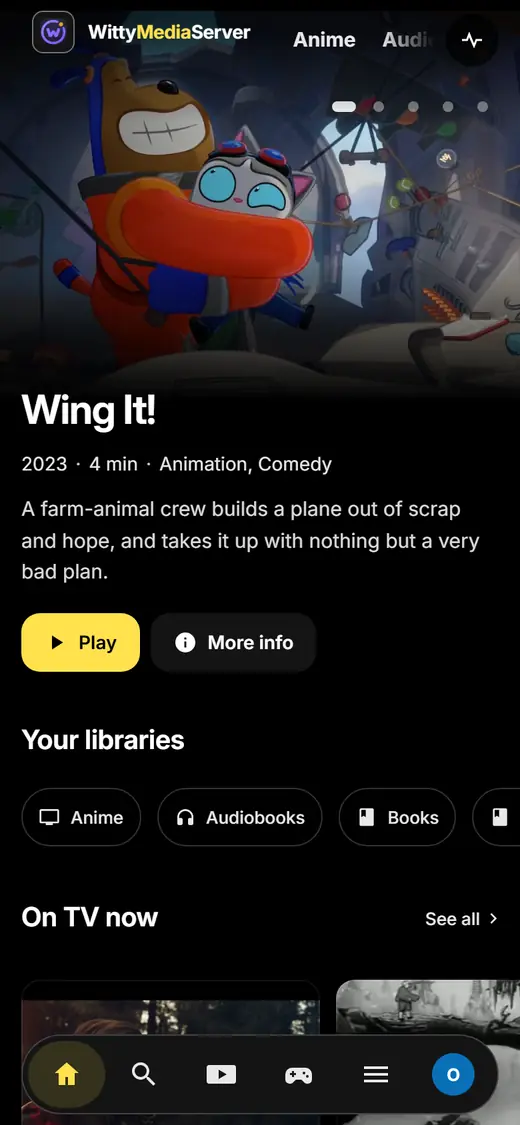 WittyMediaServer
Anime
Wing It!
2023 · 4 min · Animation, Comedy
A farm-animal crew builds a plane out of scrap
and hope, and takes it up with nothing but a very
bad plan.
Play
More info
Your libraries
Anime
Audiobooks
Books
On TV now
See all
O